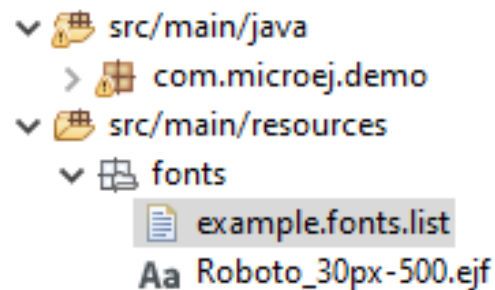 src/main/java
com.microej.demo
src/main/resources
fonts
example.fonts.list
Aa Roboto_30px-500.ejf